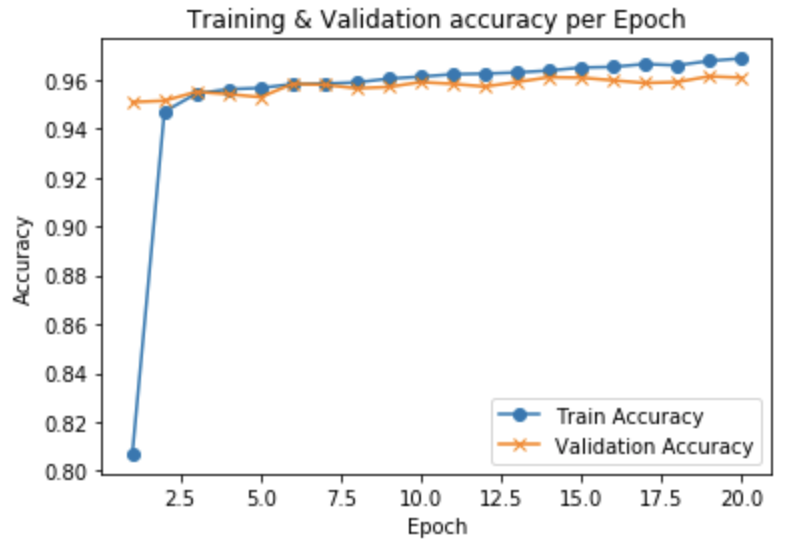 Training & Validation accuracy per Epoch
0.96
0.94
0.92
0.90
0.88
0.86
0.84
0.82
0.80
Accuracy
Train Accuracy
Validation Accuracy
2.5 5.0 7.5 10.0 12.5 15.0 17.5 20.0
Epoch